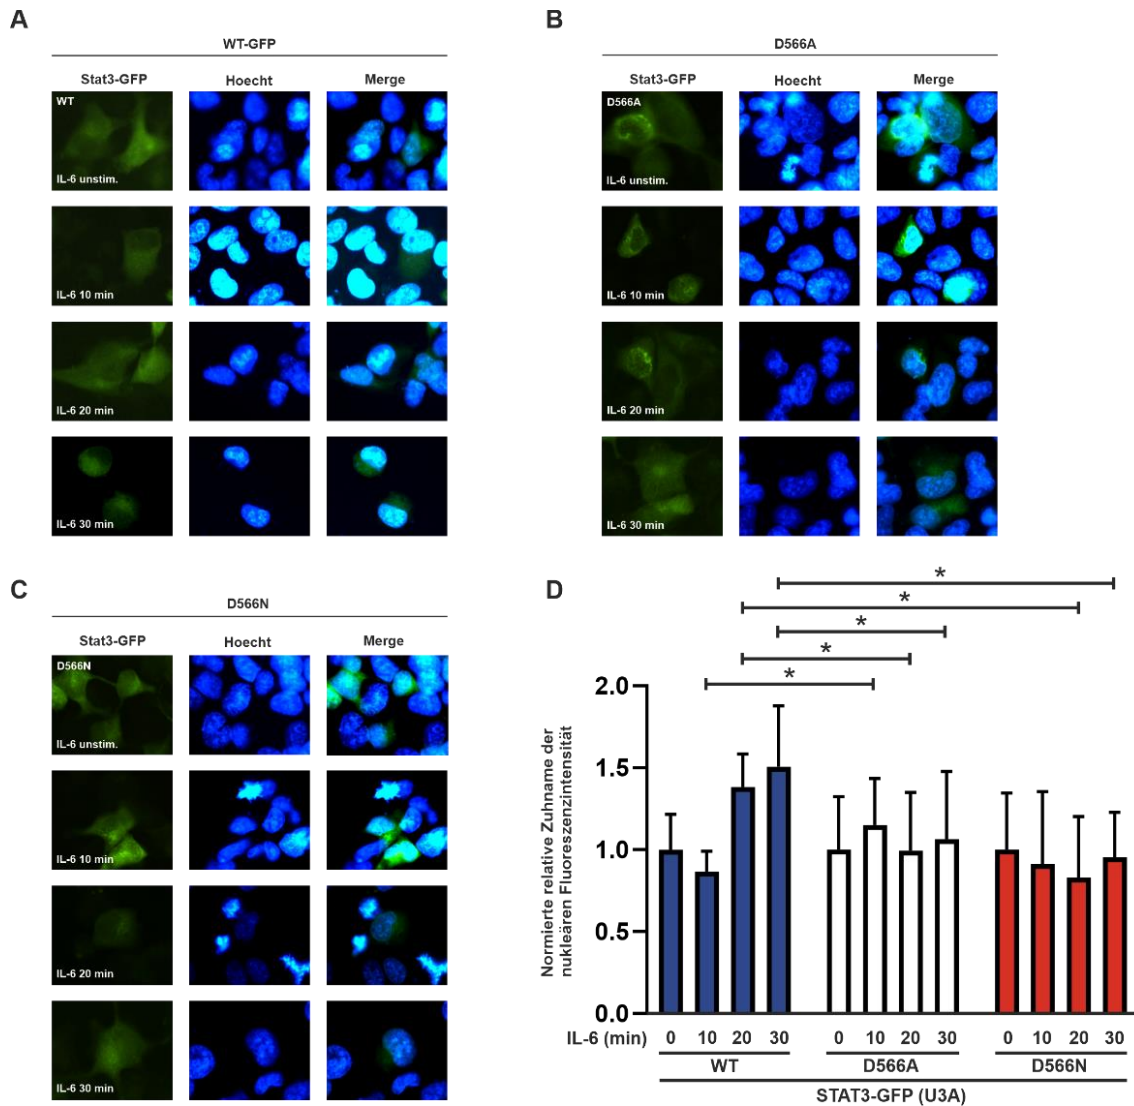 A
WT-GFP
Stat3-GFP Hoecht Merge
WT
IL-6 unstim.
IL-6 10 min
IL-6 20 min
IL-6 30 min
B
D566A
Stat3-GFP Hoecht Merge
D566A
IL-6 unstim.
IL-6 10 min
IL-6 20 min
IL-6 30 min
C
D566N
Stat3-GFP Hoecht Merge
D566N
IL-6 unstim.
IL-6 10 min
IL-6 20 min
IL-6 30 min
D
*
*
*
*
*
Normierte relative Zuhname der
nukleären Fluoreszenzintensität
2.0
1.5
1.0
0.5
0.0
IL-6 (min) 0 10 20 30 0 10 20 30 0 10 20 30
WT D566A D566N
STAT3-GFP (U3A)